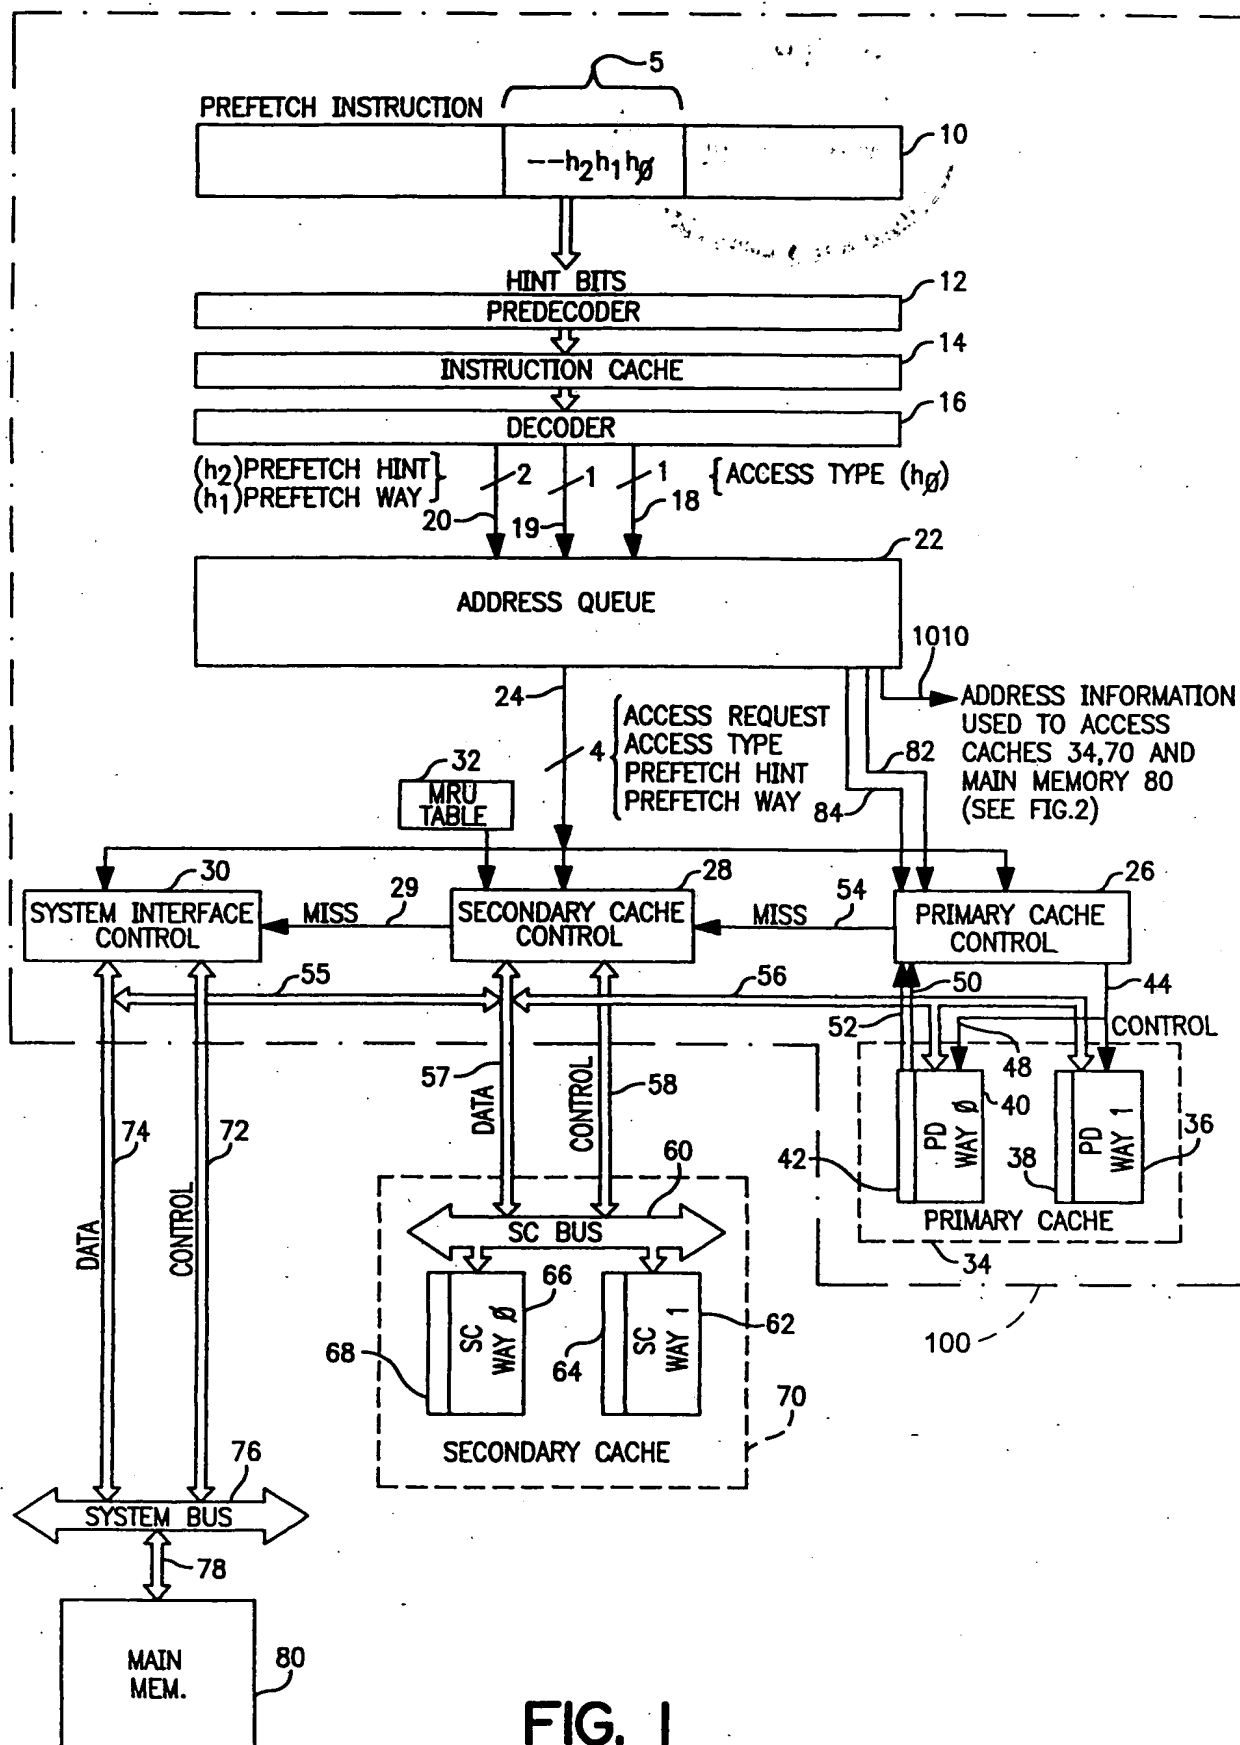 5
PREFETCH INSTRUCTION
10
--h2h1hø
HINT BITS
12
PREDECODER
14
INSTRUCTION CACHE
16
DECODER
(h2)PREFETCH HINT
(h1)PREFETCH WAY
2
1
1
ACCESS TYPE (hø)
20
19
18
22
ADDRESS QUEUE
1010
24
ADDRESS INFORMATION
USED TO ACCESS
CACHES 34,70 AND
MAIN MEMORY 80
(SEE FIG.2)
4
ACCESS REQUEST
ACCESS TYPE
PREFETCH HINT
PREFETCH WAY
82
84
32
MRU
TABLE
30
SYSTEM INTERFACE
CONTROL
29
MISS
28
SECONDARY CACHE
CONTROL
54
MISS
26
PRIMARY CACHE
CONTROL
55
56
50
52
44
CONTROL
48
57
DATA
CONTROL
58
74
DATA
72
CONTROL
42
PD
WAY Ø
40
38
PD
WAY 1
36
PRIMARY CACHE
34
100
60
SC BUS
68
SC
WAY Ø
66
64
SC
WAY 1
62
SECONDARY CACHE
70
76
SYSTEM BUS
78
MAIN
MEM.
80
FIG. 1